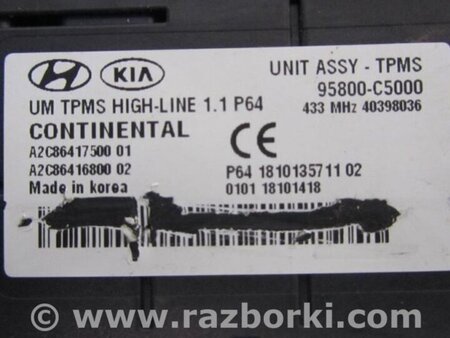 KIA
UNIT ASSY - TPMS
95800-C5000
UM TPMS HIGH-LINE 1.1 P64
433 MHz 40398036
CONTINENTAL
CE
A2C86417500 01
A2C86416800 02
P64 1810135711 02
Made in korea
0101 18101418
www.razborki.com